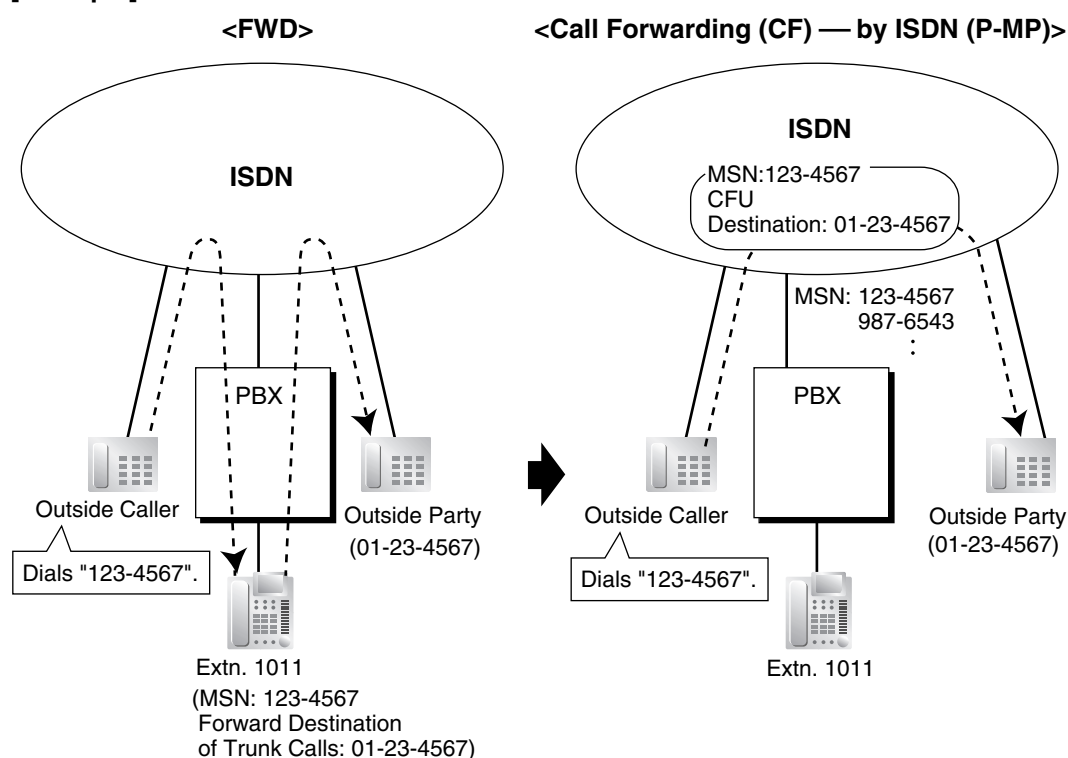 <FWD>
ISDN
PBX
Outside Caller
Dials "123-4567".
Outside Party
(01-23-4567)
Extn. 1011
(MSN: 123-4567
Forward Destination
of Trunk Calls: 01-23-4567)
<Call Forwarding (CF) — by ISDN (P-MP)>
ISDN
MSN:123-4567
CFU
Destination: 01-23-4567
MSN: 123-4567
987-6543
:
PBX
Outside Caller
Dials "123-4567".
Outside Party
(01-23-4567)
Extn. 1011